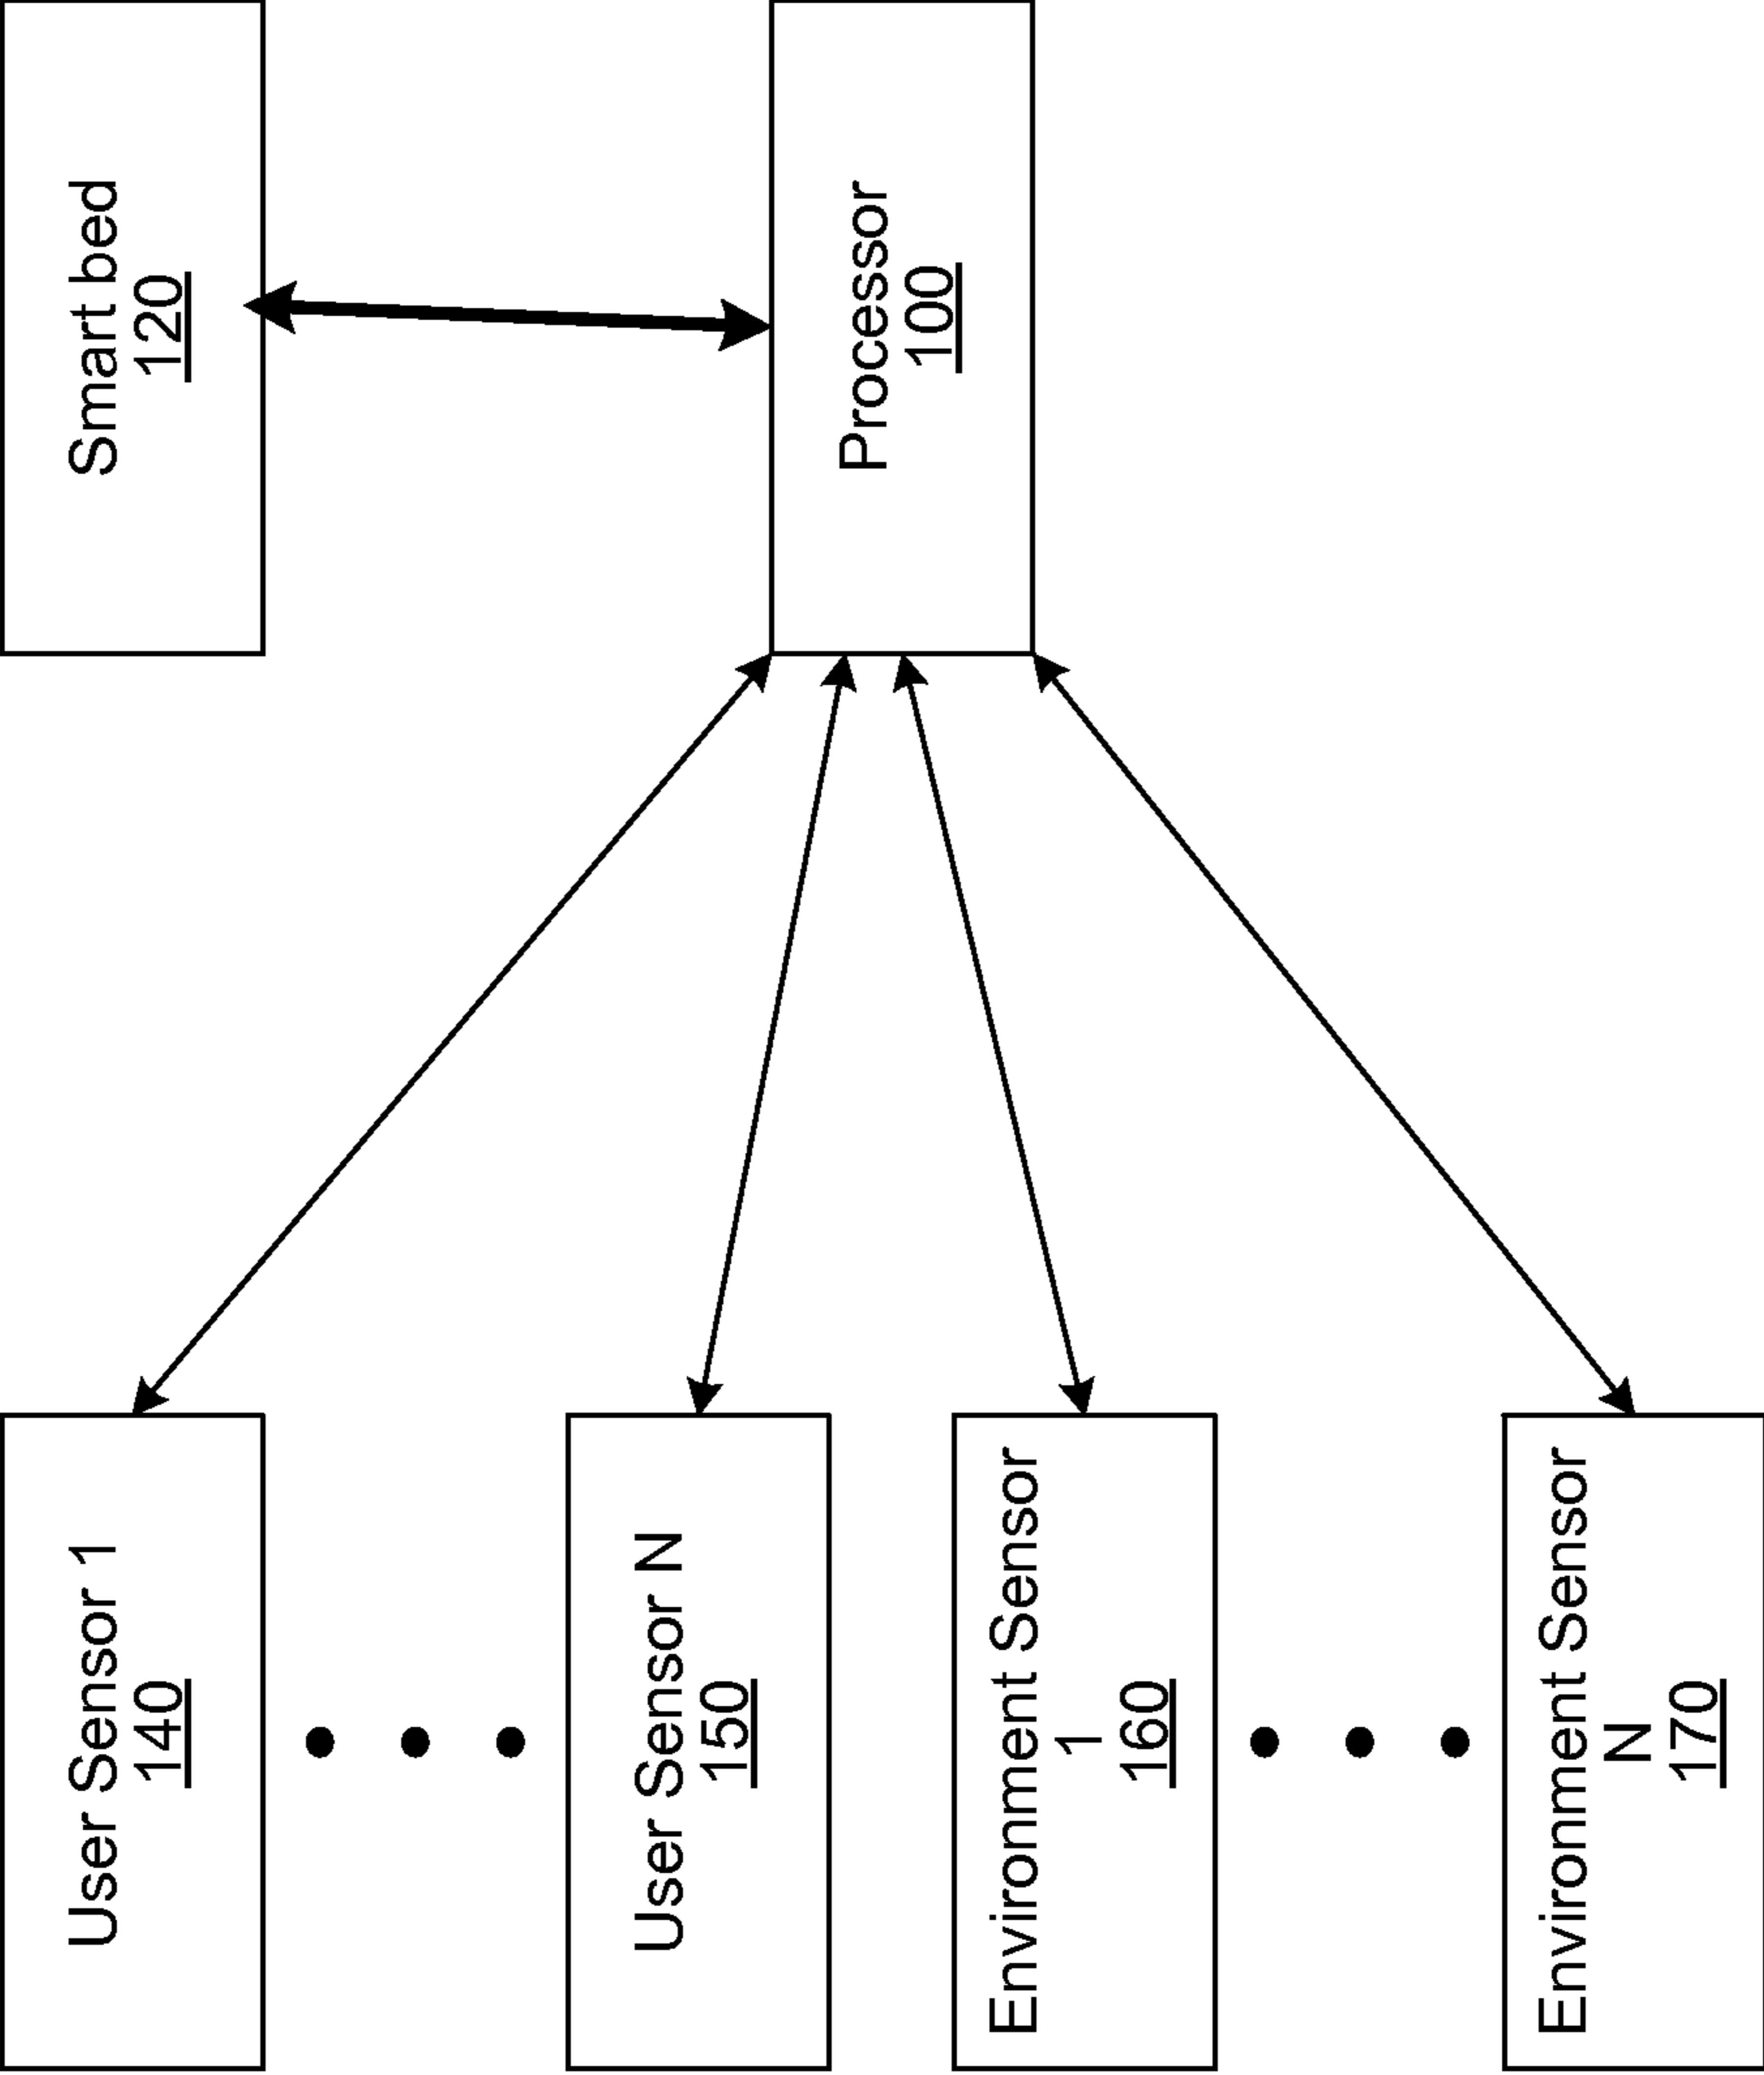 User Sensor 1
140
User Sensor N
150
Environment Sensor
1
160
Environment Sensor
N
170
Smart bed
120
Processor
100